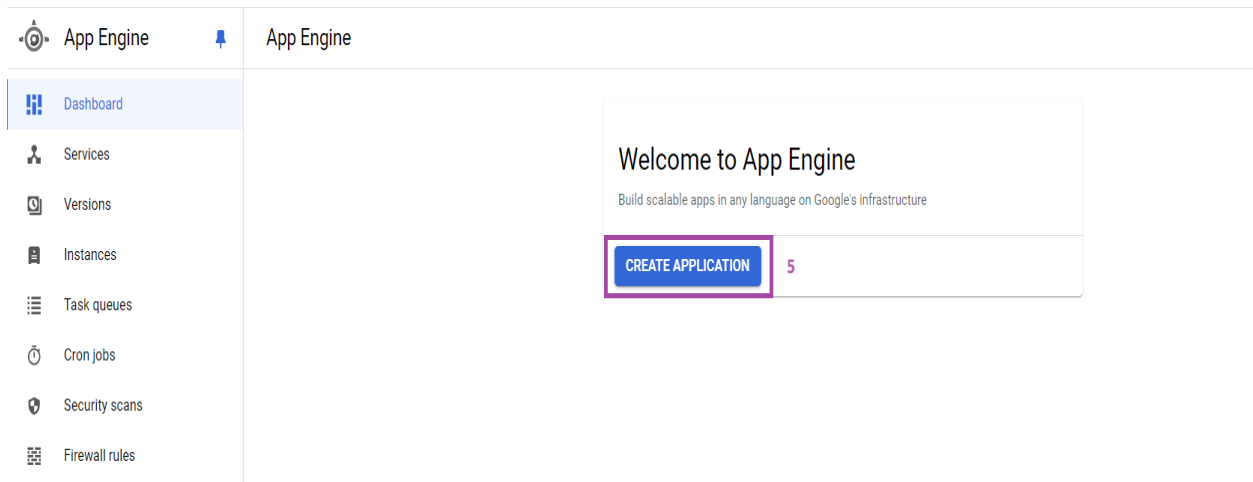 App Engine
App Engine
Dashboard
Services
Versions
Instances
Task queues
Cron jobs
Security scans
Firewall rules
Welcome to App Engine
Build scalable apps in any language on Google's infrastructure
CREATE APPLICATION 5